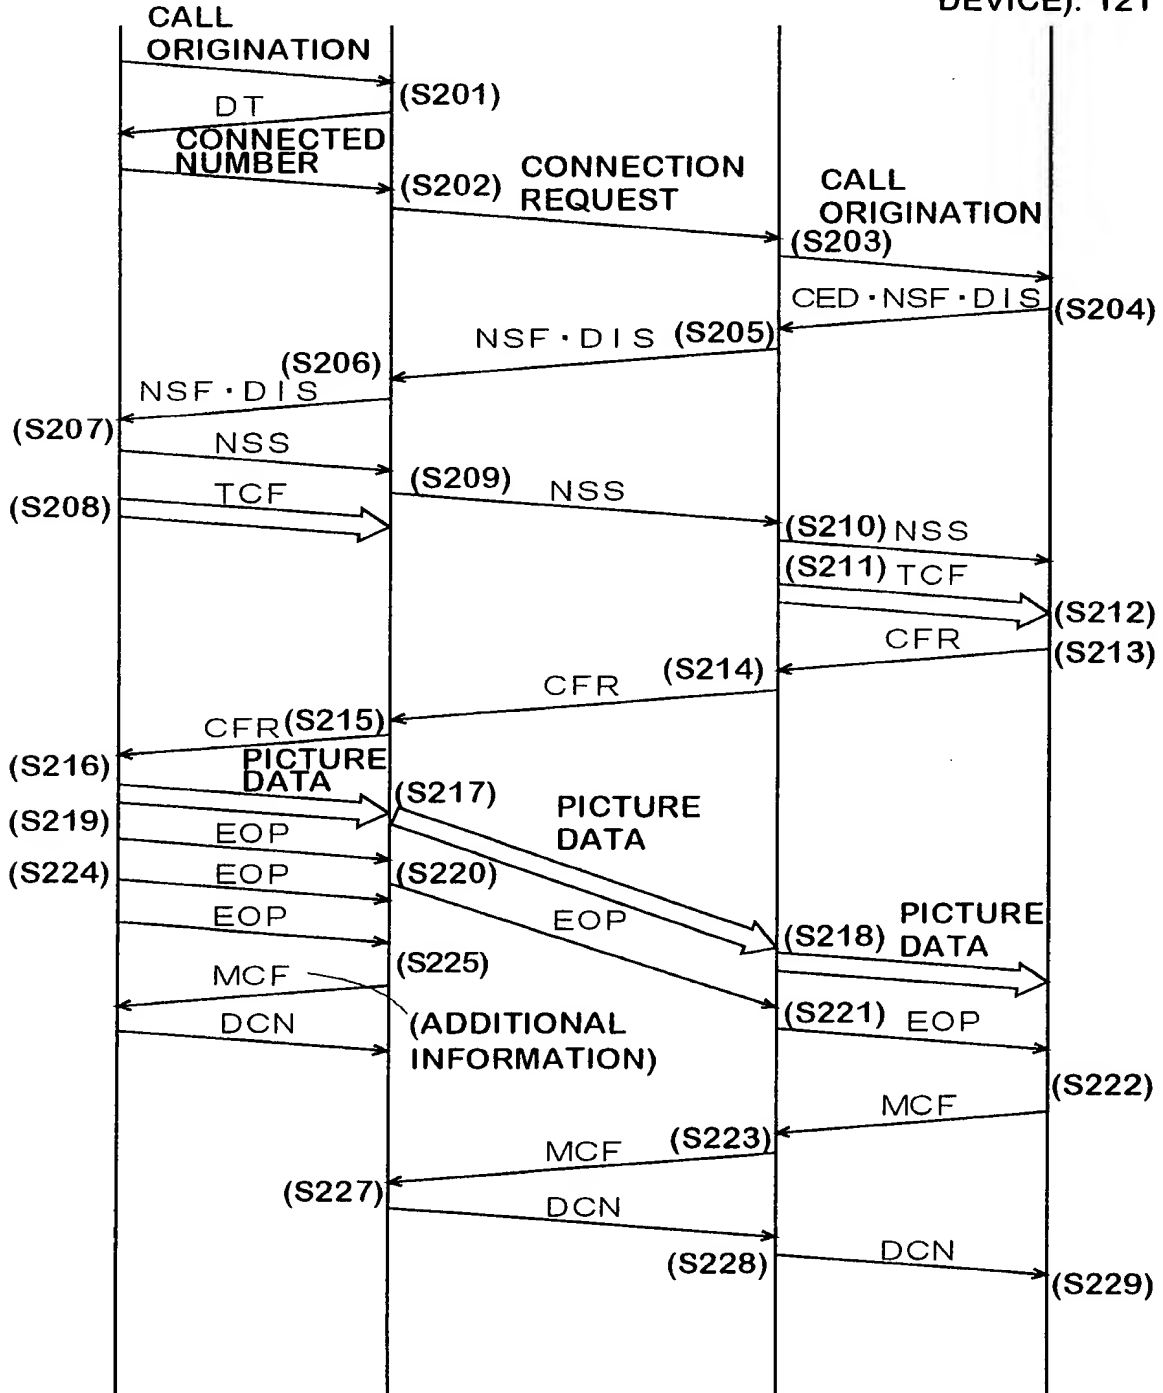 DEVICE): 121
CALL
ORIGINATION
(S201)
DT
CONNECTED
NUMBER
(S202)
CONNECTION
REQUEST
CALL
ORIGINATION
(S203)
CED・NSF・DIS
(S204)
NSF・DIS
(S205)
(S206)
NSF・DIS
(S207)
NSS
(S209)
NSS
TCF
(S208)
(S210)
NSS
(S211)
TCF
(S212)
CFR
(S213)
(S214)
CFR
CFR
(S215)
(S216)
PICTURE
DATA
(S217)
PICTURE
DATA
(S219)
EOP
(S224)
EOP
(S220)
EOP
EOP
PICTURE
DATA
(S218)
(S225)
MCF
(S221)
EOP
DCN
(ADDITIONAL
INFORMATION)
(S222)
MCF
(S223)
MCF
(S227)
DCN
DCN
(S228)
(S229)